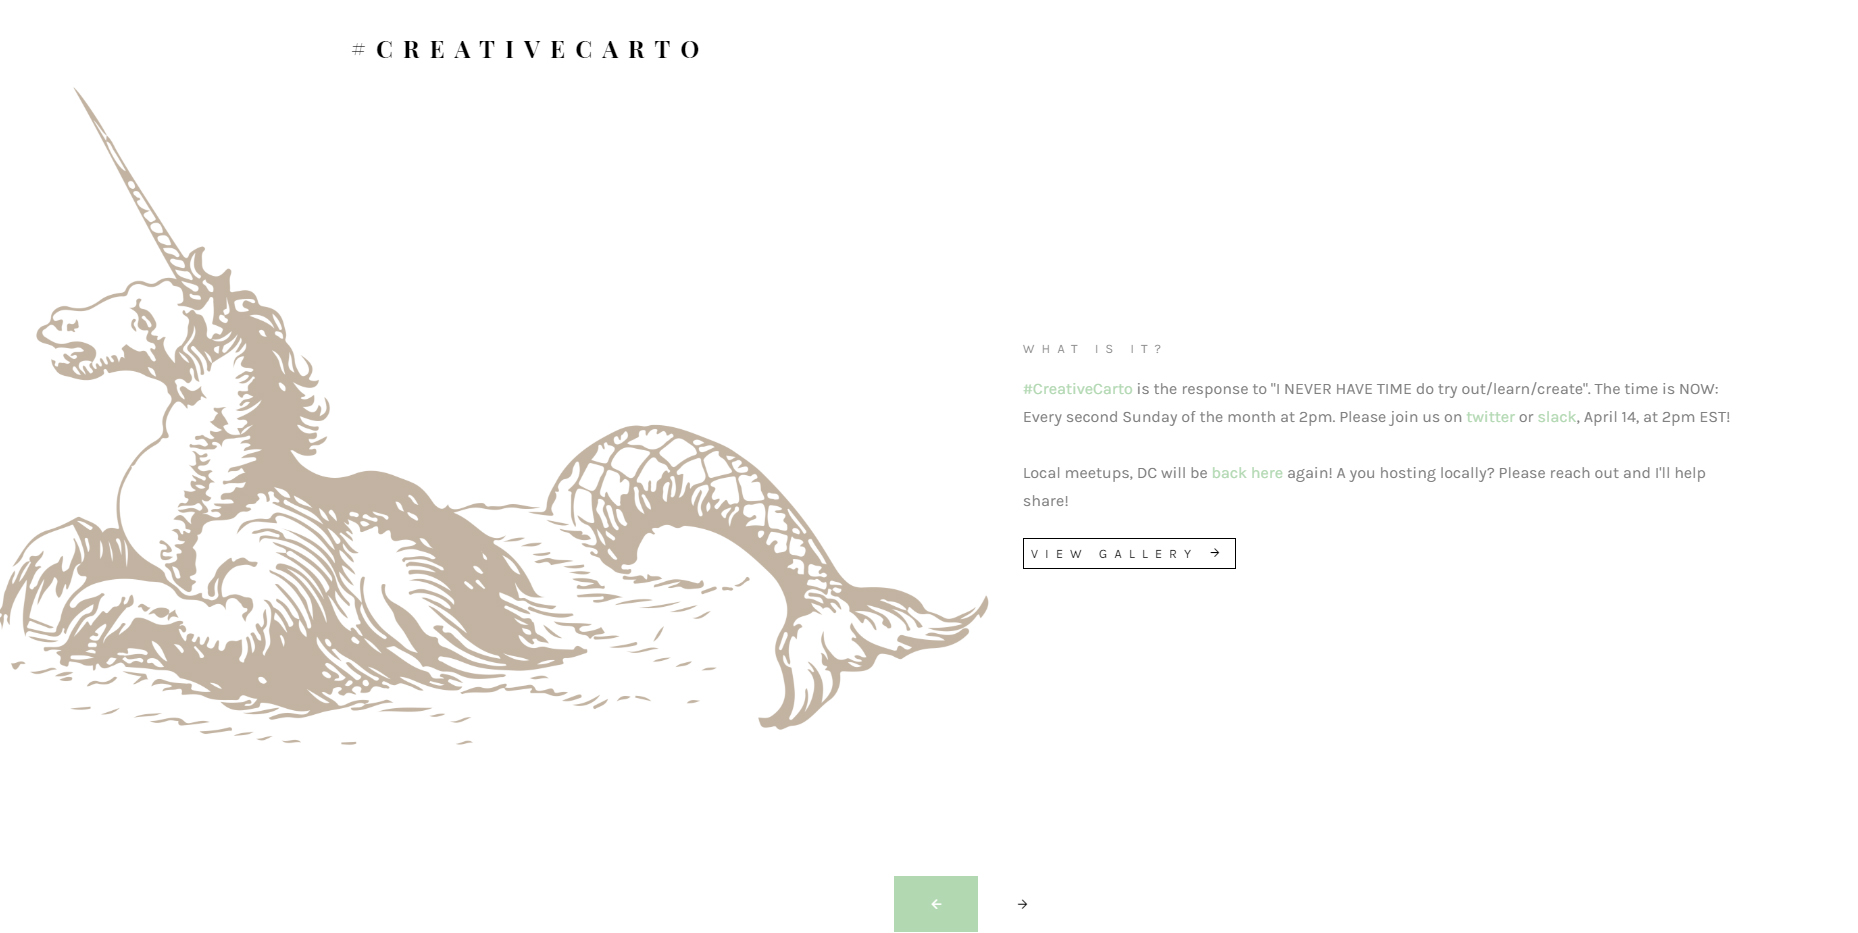 #CREATIVECARTO
WHAT IS IT?
#CreativeCarto is the response to "I NEVER HAVE TIME do try out/learn/create". The time is NOW:
Every second Sunday of the month at 2pm. Please join us on twitter or slack, April 14, at 2pm EST!
Local meetups, DC will be back here again! A you hosting locally? Please reach out and I'll help
share!
VIEW GALLERY →
← →